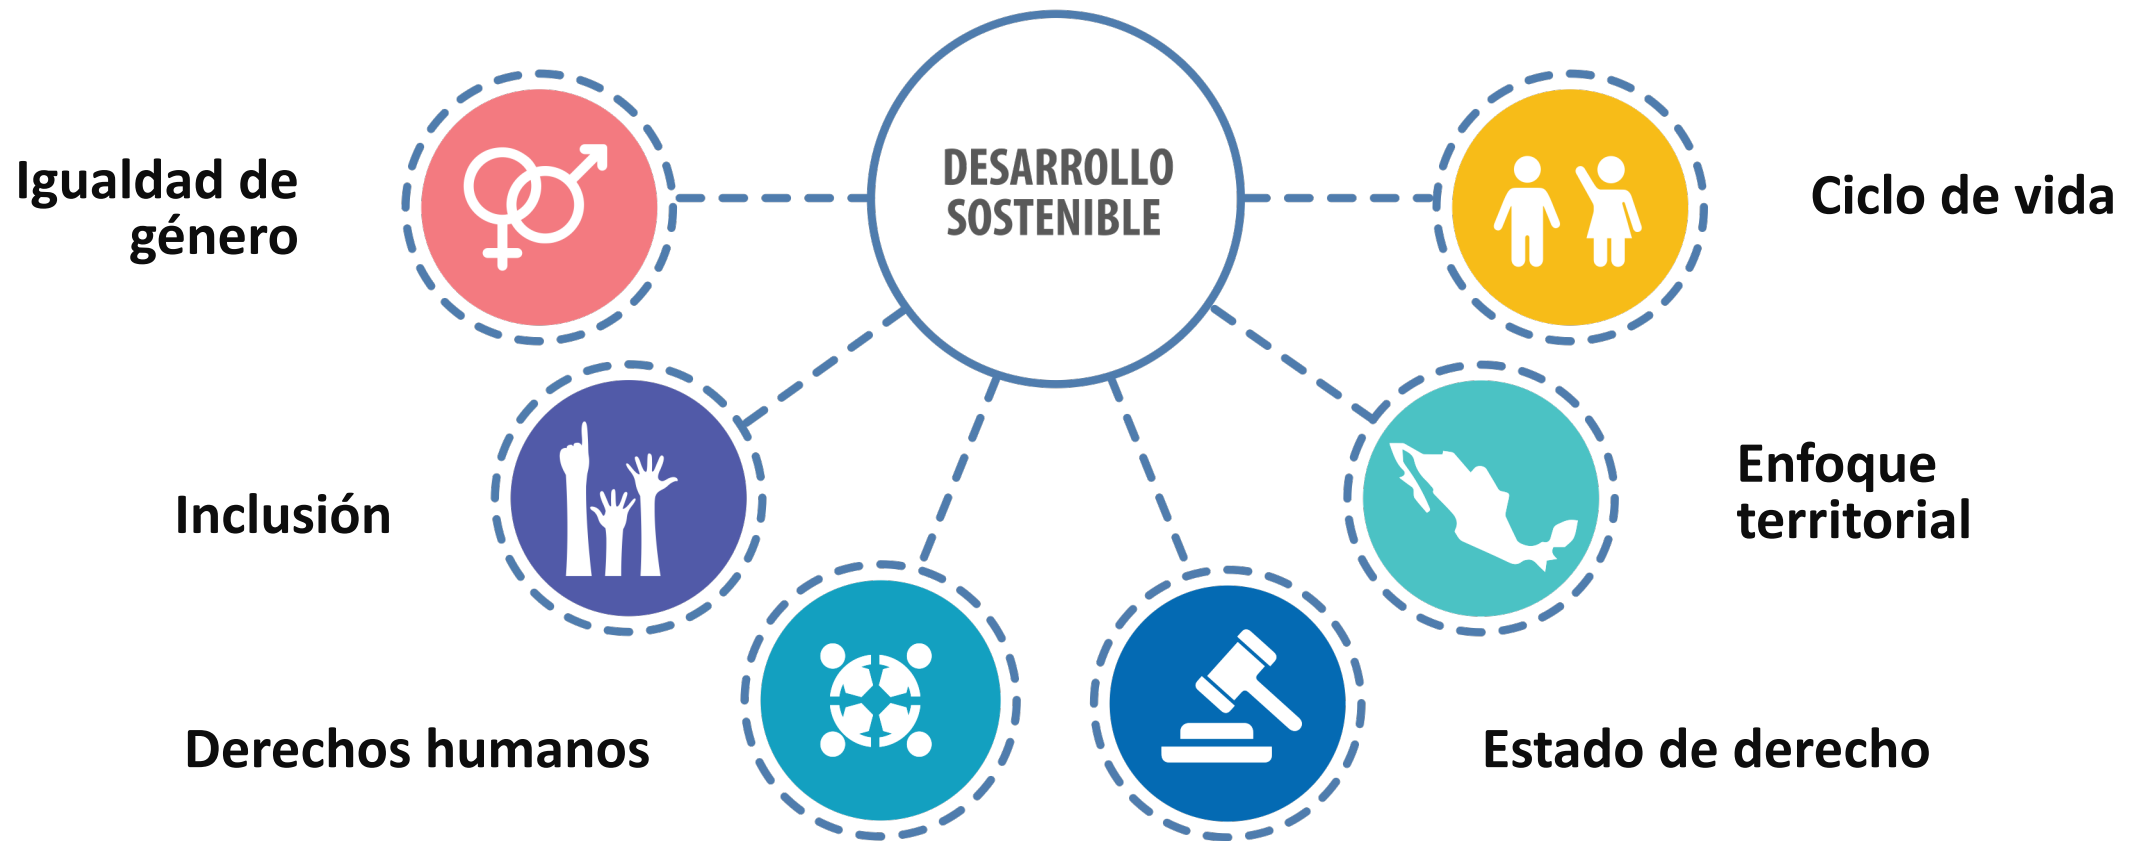 DESARROLLO
SOSTENIBLE
Igualdad de
género
Inclusión
Derechos humanos
Estado de derecho
Enfoque
territorial
Ciclo de vida